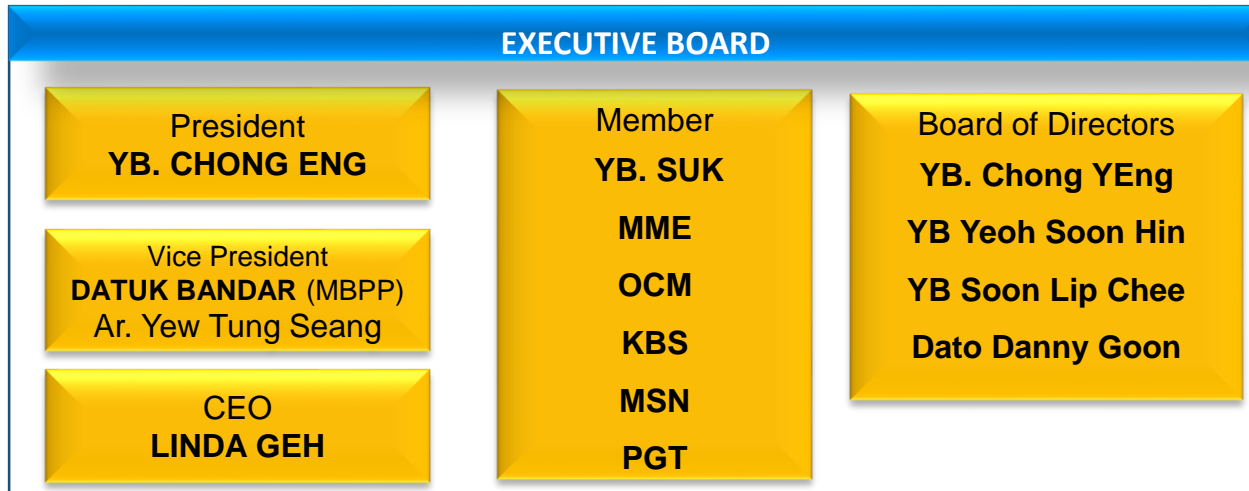 EXECUTIVE BOARD
President
YB. CHONG ENG
Vice President
DATUK BANDAR (MBPP)
Ar. Yew Tung Seang
CEO
LINDA GEH
Member
YB. SUK
MME
OCM
KBS
MSN
PGT
Board of Directors
YB. Chong YEng
YB Yeoh Soon Hin
YB Soon Lip Chee
Dato Danny Goon